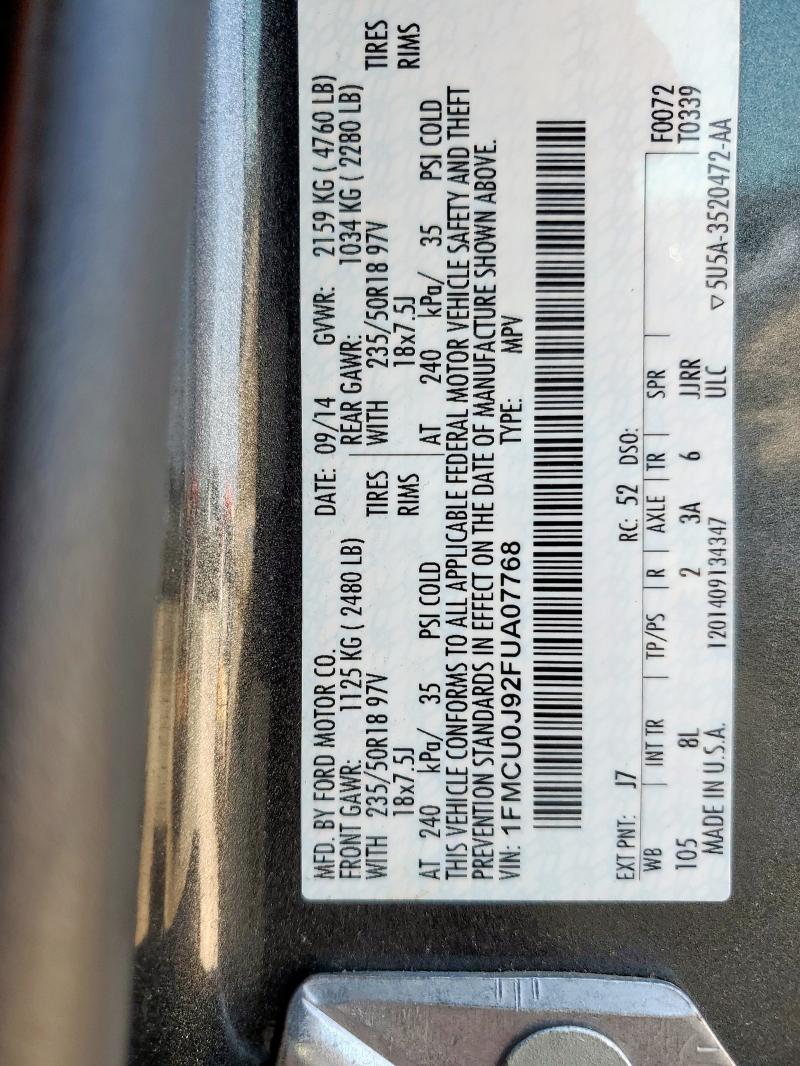 MFD. BY FORD MOTOR CO. DATE: 09/14 GVWR: 2159 KG ( 4760 LB)
FRONT GAWR: 1125 KG ( 2480 LB) REAR GAWR: 1034 KG ( 2280 LB)
WITH 235/50R18 97V TIRES WITH 235/50R18 97V TIRES
18x7.5J RIMS 18x7.5J RIMS
AT 240 kPa/ 35 PSI COLD AT 240 kPa/ 35 PSI COLD
THIS VEHICLE CONFORMS TO ALL APPLICABLE FEDERAL MOTOR VEHICLE SAFETY AND THEFT
PREVENTION STANDARDS IN EFFECT ON THE DATE OF MANUFACTURE SHOWN ABOVE.
VIN: 1FMCU0J92FUA07768 TYPE: MPV
EXT PNT: J7 RC: 52 DSO:
WB INT TR TP/PS R AXLE TR SPR F0072
105 8L 2 3A 6 JJRR T0339
MADE IN U.S.A. 1201409134347 ULC ▽5U5A-3520472-AA